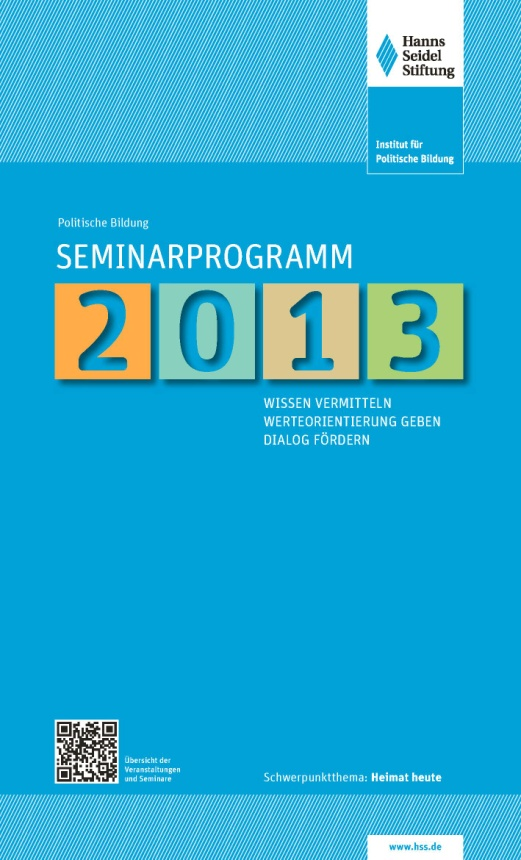 Hanns
Seidel
Stiftung
Institut für
Politische Bildung
Politische Bildung
SEMINARPROGRAMM
2013
WISSEN VERMITTELN
WERTEORIENTIERUNG GEBEN
DIALOG FÖRDERN
Übersicht der
Veranstaltungen
und Seminare
Schwerpunktthema: Heimat heute
www.hss.de